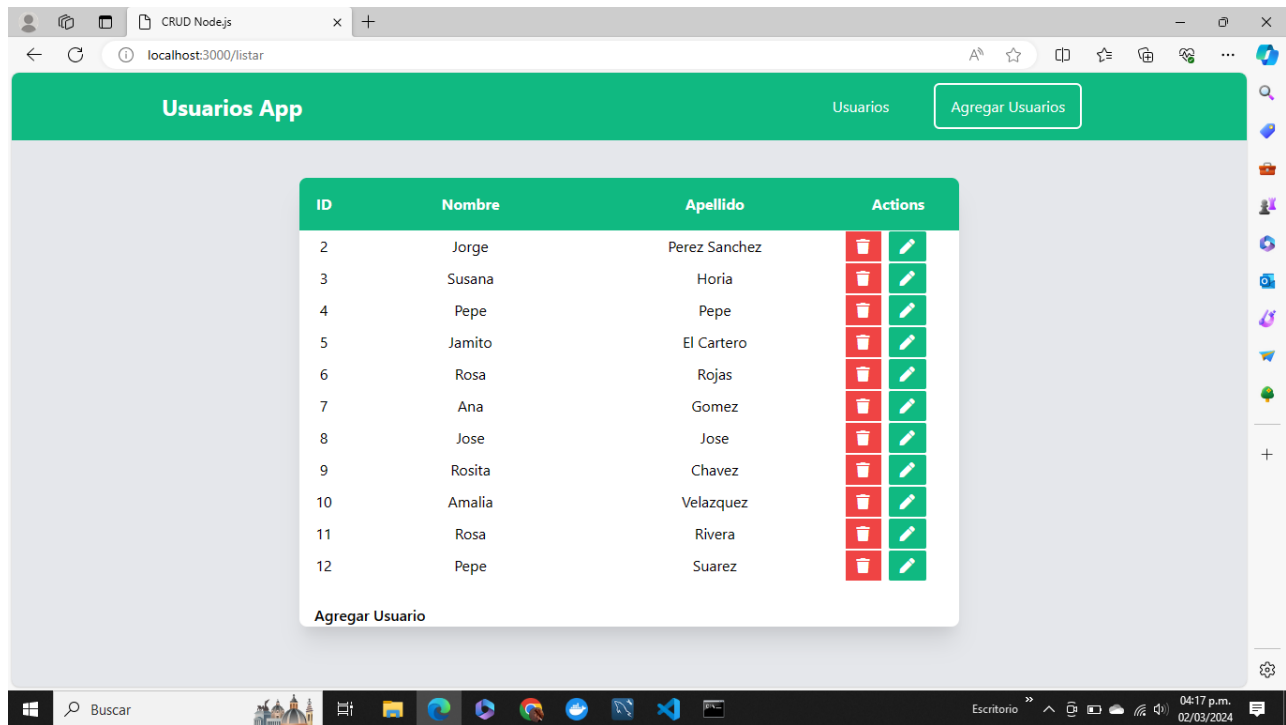 CRUD Node.js
localhost:3000/listar
Usuarios App Usuarios Agregar Usuarios
ID Nombre Apellido Actions
2 Jorge Perez Sanchez
3 Susana Horia
4 Pepe Pepe
5 Jamito El Cartero
6 Rosa Rojas
7 Ana Gomez
8 Jose Jose
9 Rosita Chavez
10 Amalia Velazquez
11 Rosa Rivera
12 Pepe Suarez
Agregar Usuario
Buscar Escritorio 04:17 p.m.
02/03/2024